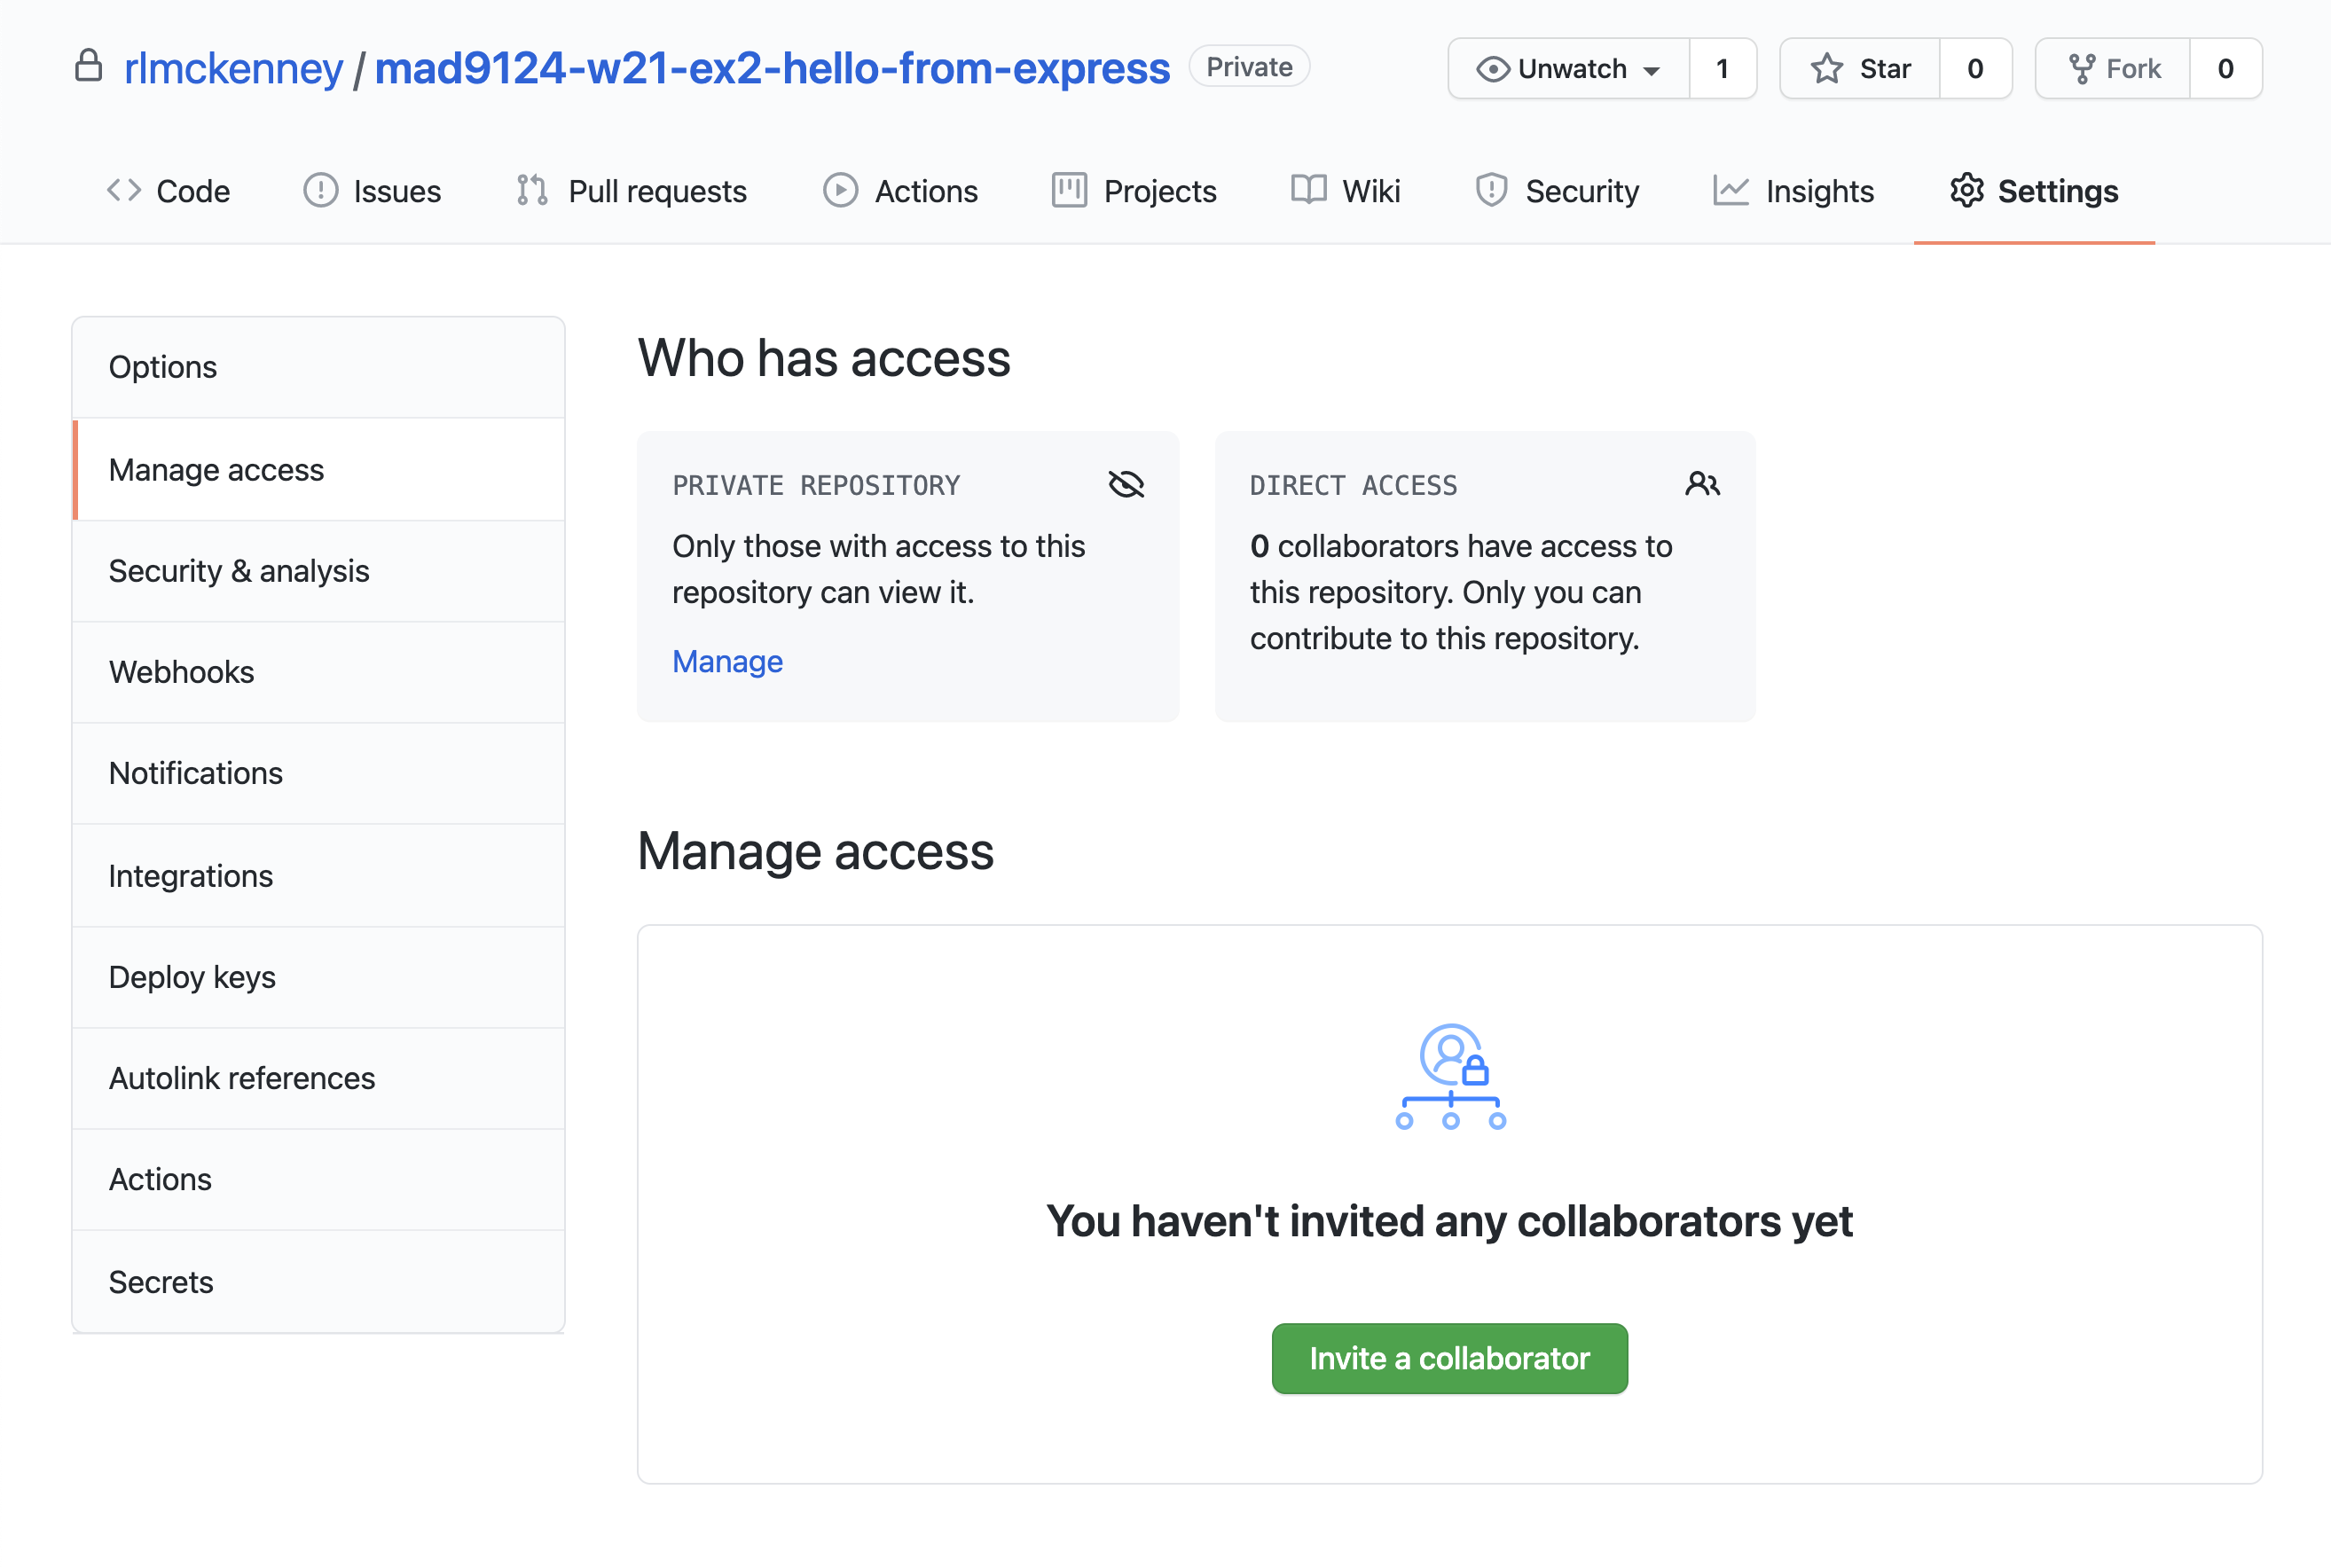 rlmckenney / mad9124-w21-ex2-hello-from-express Private
Unwatch 1 Star 0 Fork 0
Code Issues Pull requests Actions Projects Wiki Security Insights Settings
Options
Manage access
Security & analysis
Webhooks
Notifications
Integrations
Deploy keys
Autolink references
Actions
Secrets
Who has access
PRIVATE REPOSITORY
Only those with access to this
repository can view it.
Manage
DIRECT ACCESS
0 collaborators have access to
this repository. Only you can
contribute to this repository.
Manage access
You haven't invited any collaborators yet
Invite a collaborator